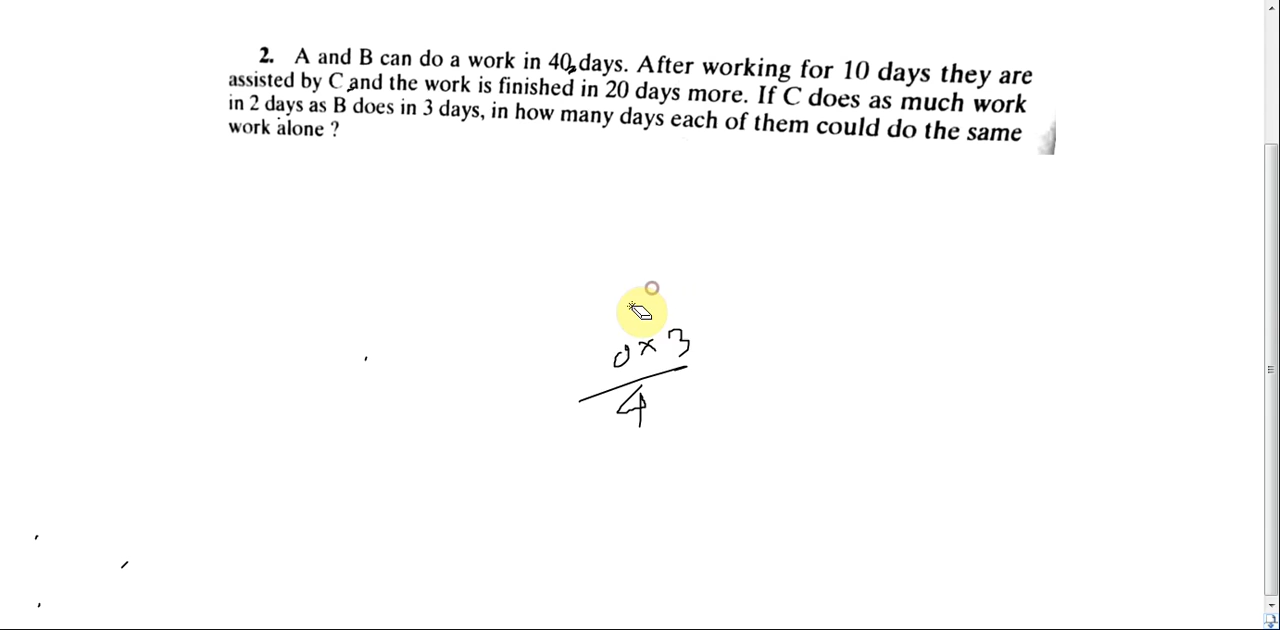 2. A and B can do a work in 40 days. After working for 10 days they are
assisted by C and the work is finished in 20 days more. If C does as much work
in 2 days as B does in 3 days, in how many days each of them could do the same
work alone ?
0 × 3
4